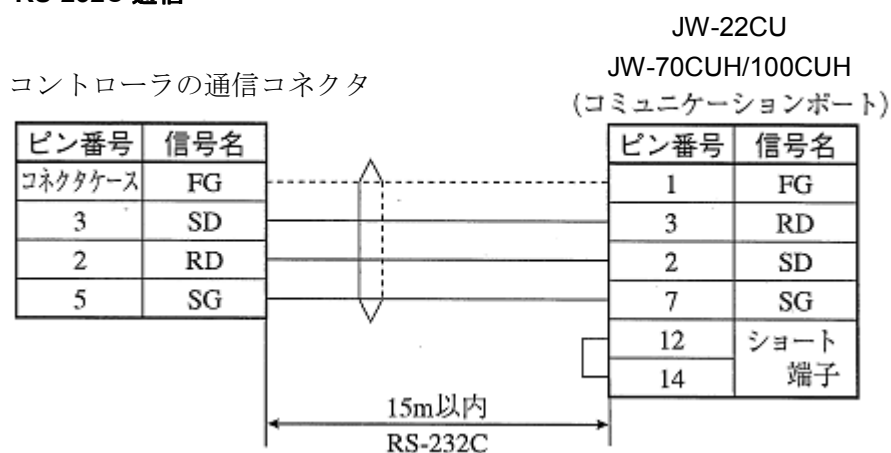 RS-232C 通信
JW-22CU
JW-70CUH/100CUH
コントローラの通信コネクタ
(コミュニケーションポート)
ピン番号 信号名
コネクタケース FG
3 SD
2 RD
5 SG
ピン番号 信号名
1 FG
3 RD
2 SD
7 SG
12 ショート
14 端子
15m以内
RS-232C